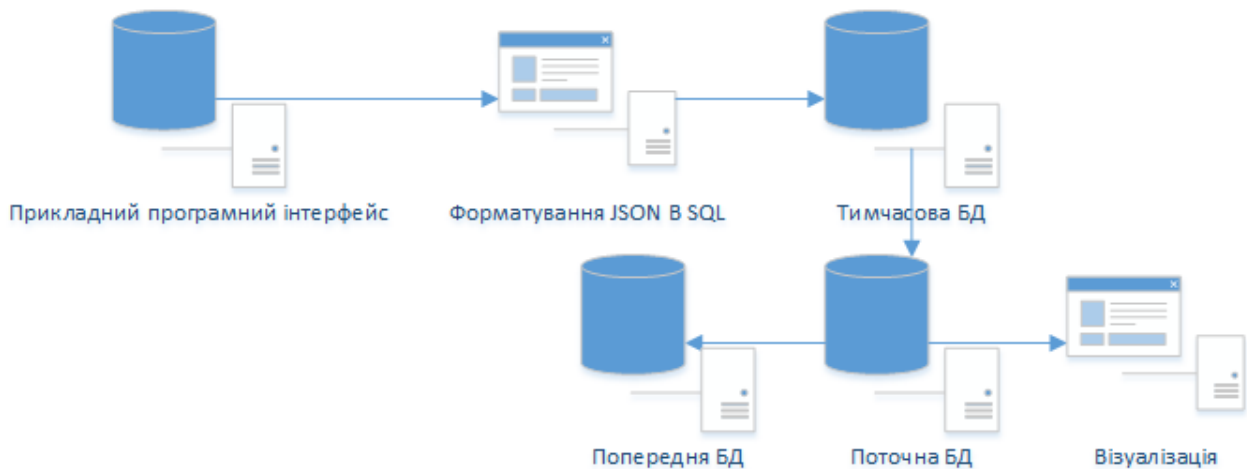 Прикладний програмний інтерфейс
Форматування JSON В SQL
Тимчасова БД
Попередня БД
Поточна БД
Візуалізація